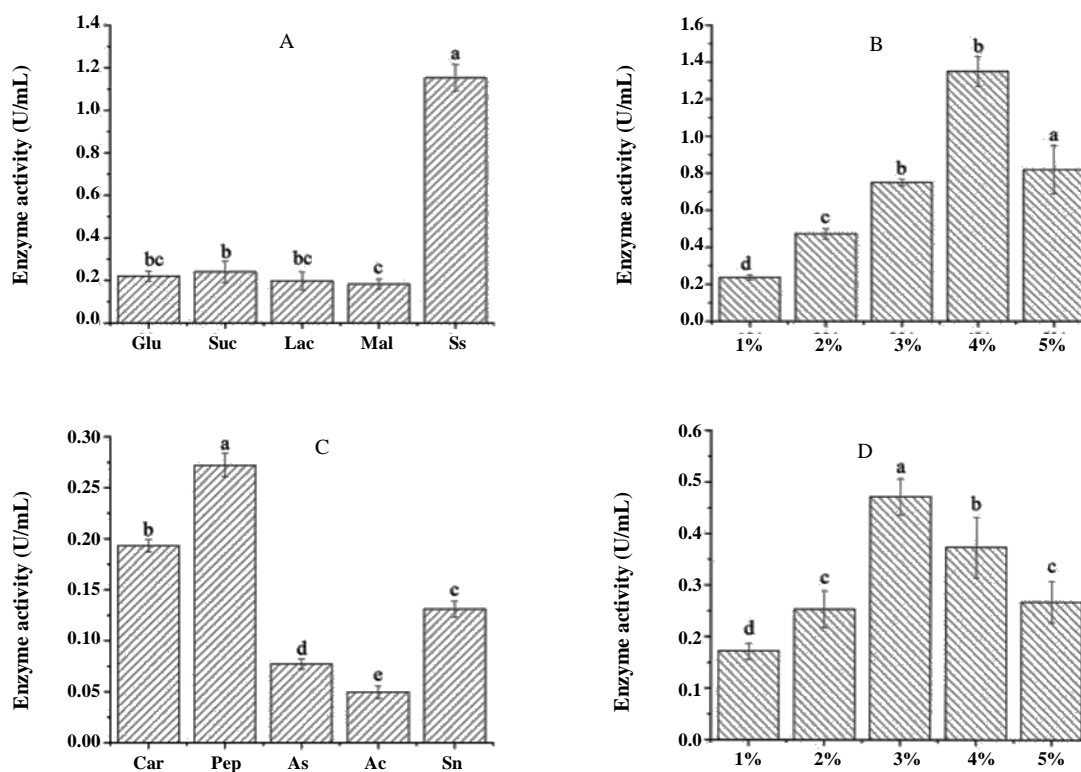 A
Enzyme activity (U/mL)
1.4
1.2
1.0
0.8
0.6
0.4
0.2
0.0
bc
b
bc
c
a
Glu Suc Lac Mal Ss
B
Enzyme activity (U/mL)
1.6
1.4
1.2
1.0
0.8
0.6
0.4
0.2
0.0
d
c
b
b
a
1% 2% 3% 4% 5%
C
Enzyme activity (U/mL)
0.30
0.25
0.20
0.15
0.10
0.05
0.00
b
a
d
e
c
Car Pep As Ac Sn
D
Enzyme activity (U/mL)
0.6
0.5
0.4
0.3
0.2
0.1
0.0
d
c
a
b
c
1% 2% 3% 4% 5%